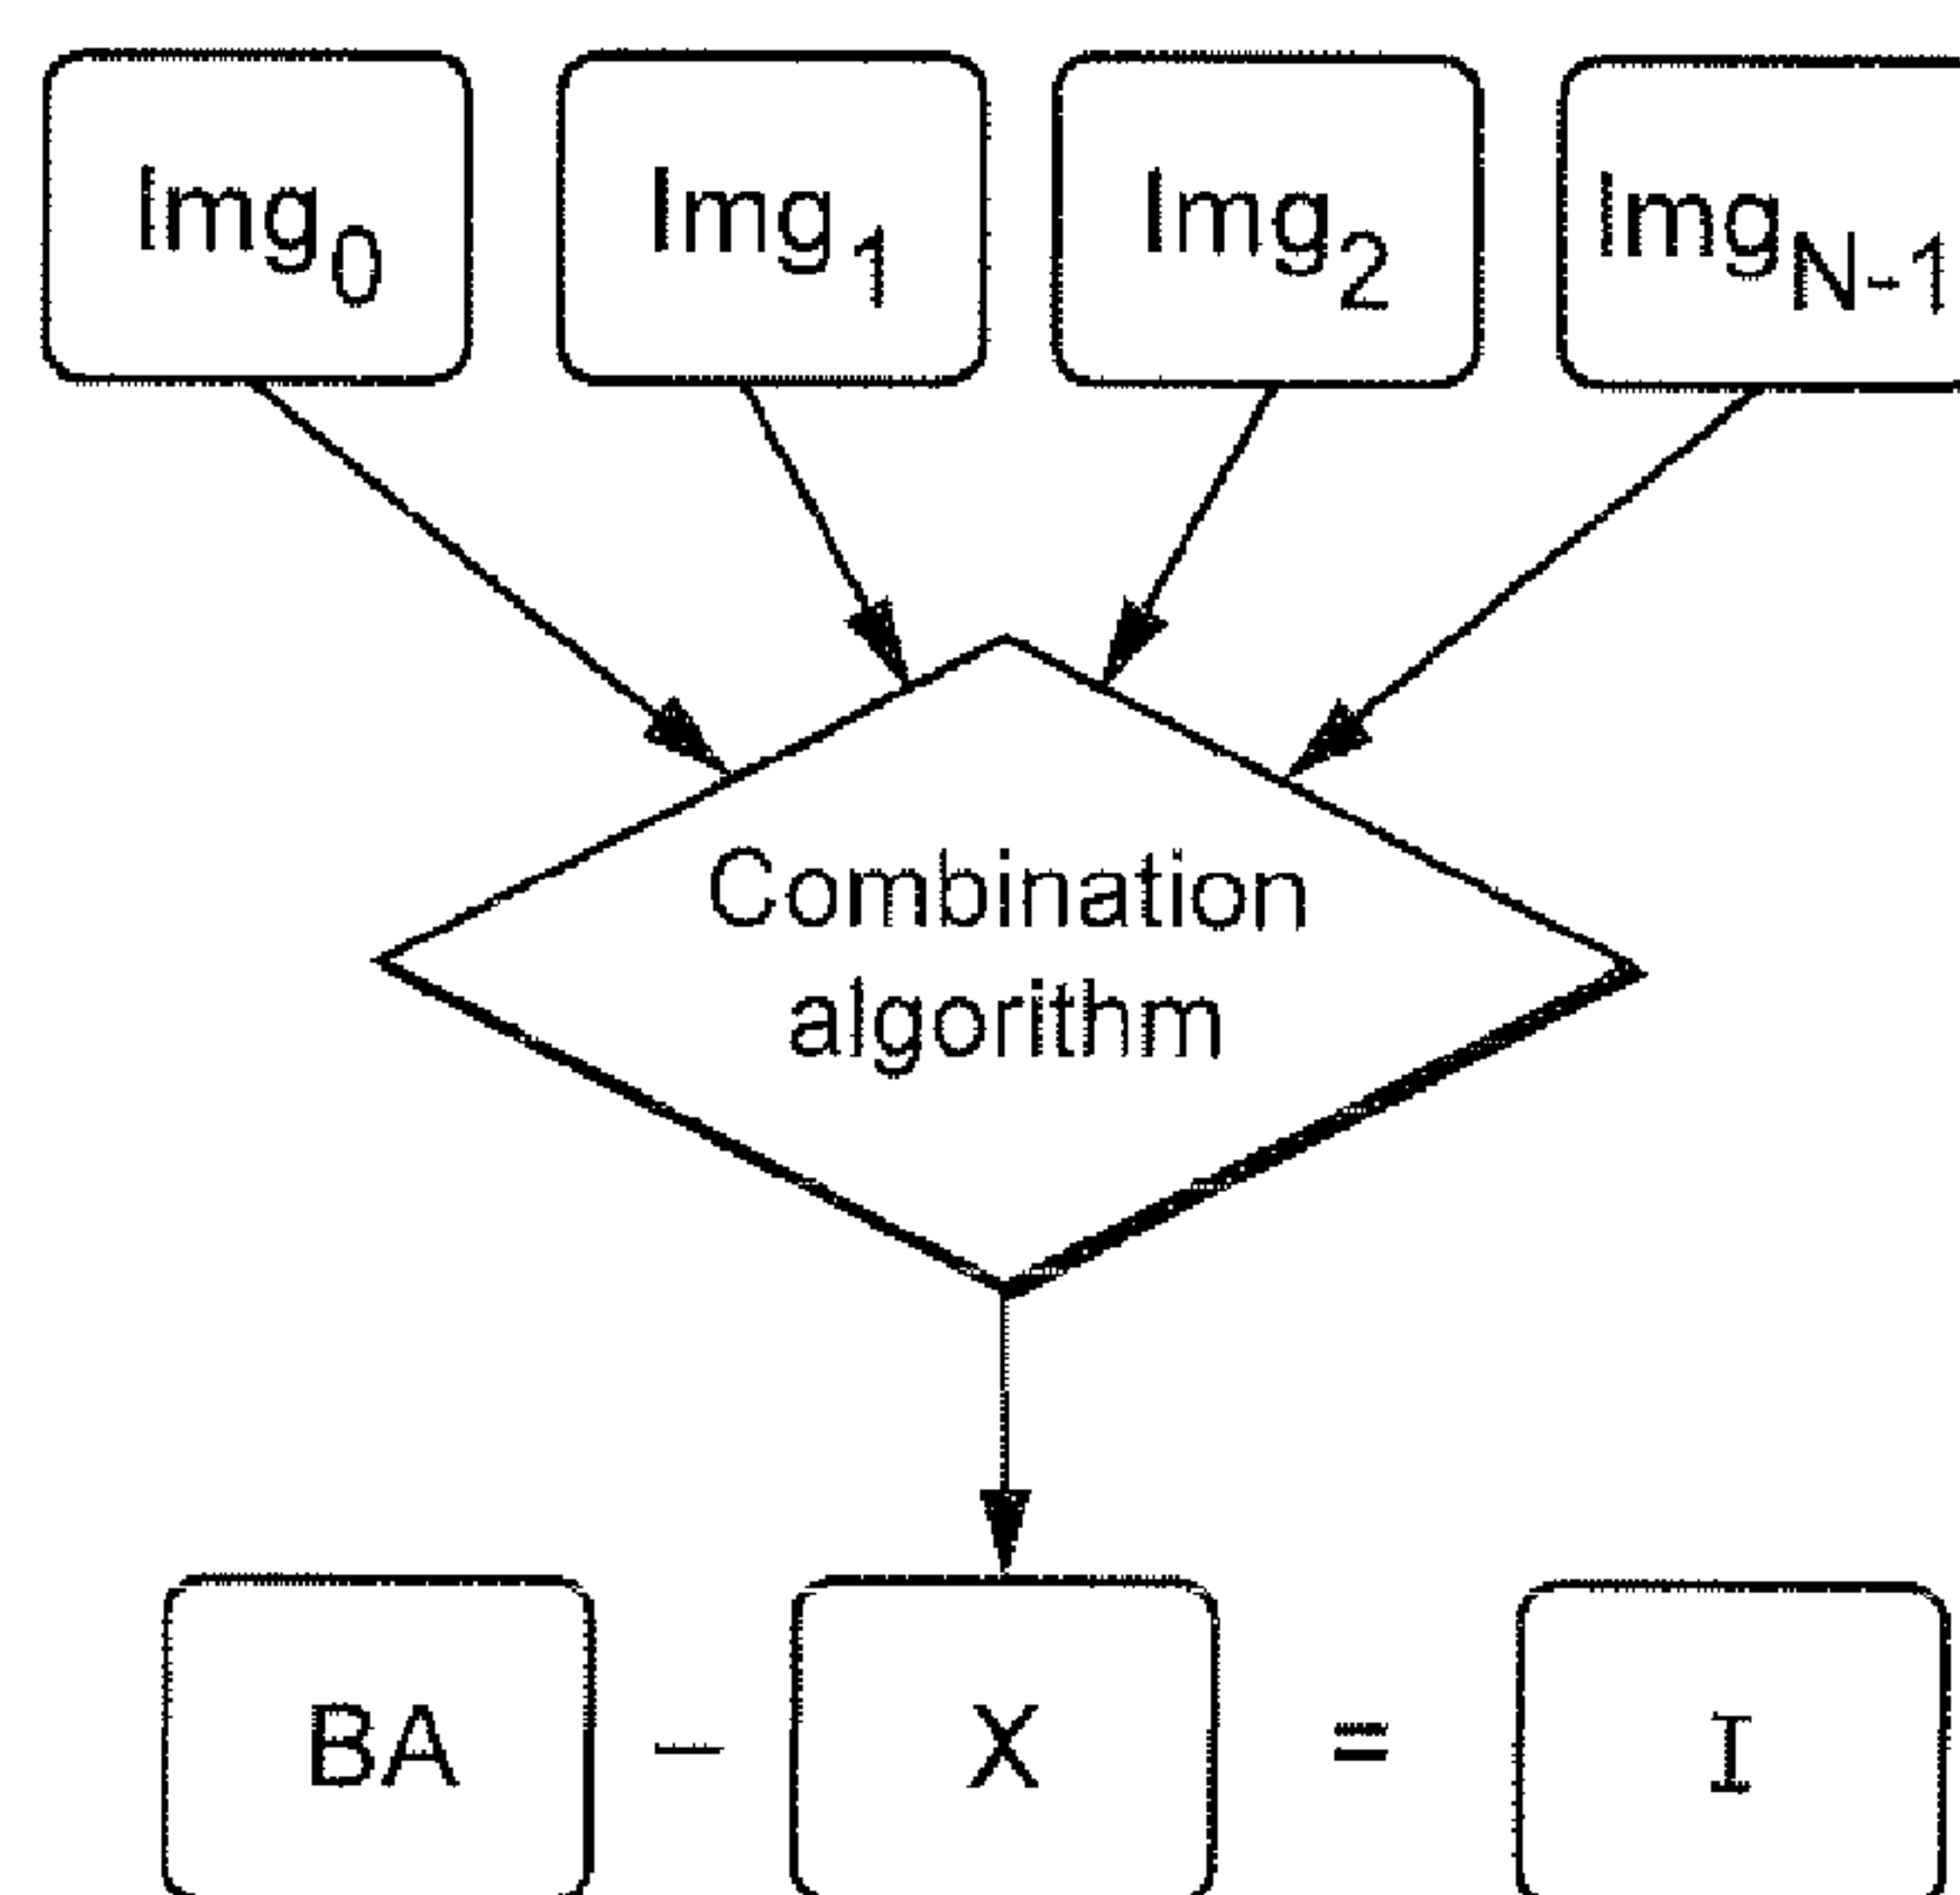 Img0 Img1 Img2 ImgN-1
Combination
algorithm
BA – X = I